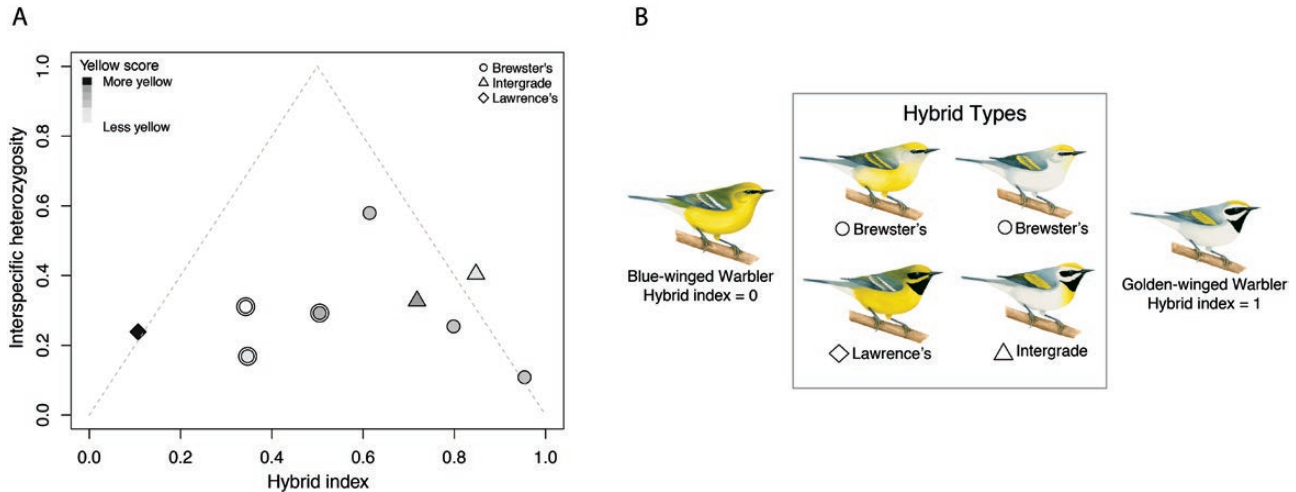 A
B
Yellow score
More yellow
Less yellow
Brewster's
Intergrade
Lawrence's
Interspecific heterozygosity
1.0
0.8
0.6
0.4
0.2
0.0
0.0 0.2 0.4 0.6 0.8 1.0
Hybrid index
Hybrid Types
Brewster's
Brewster's
Lawrence's
Intergrade
Blue-winged Warbler
Hybrid index = 0
Golden-winged Warbler
Hybrid index = 1